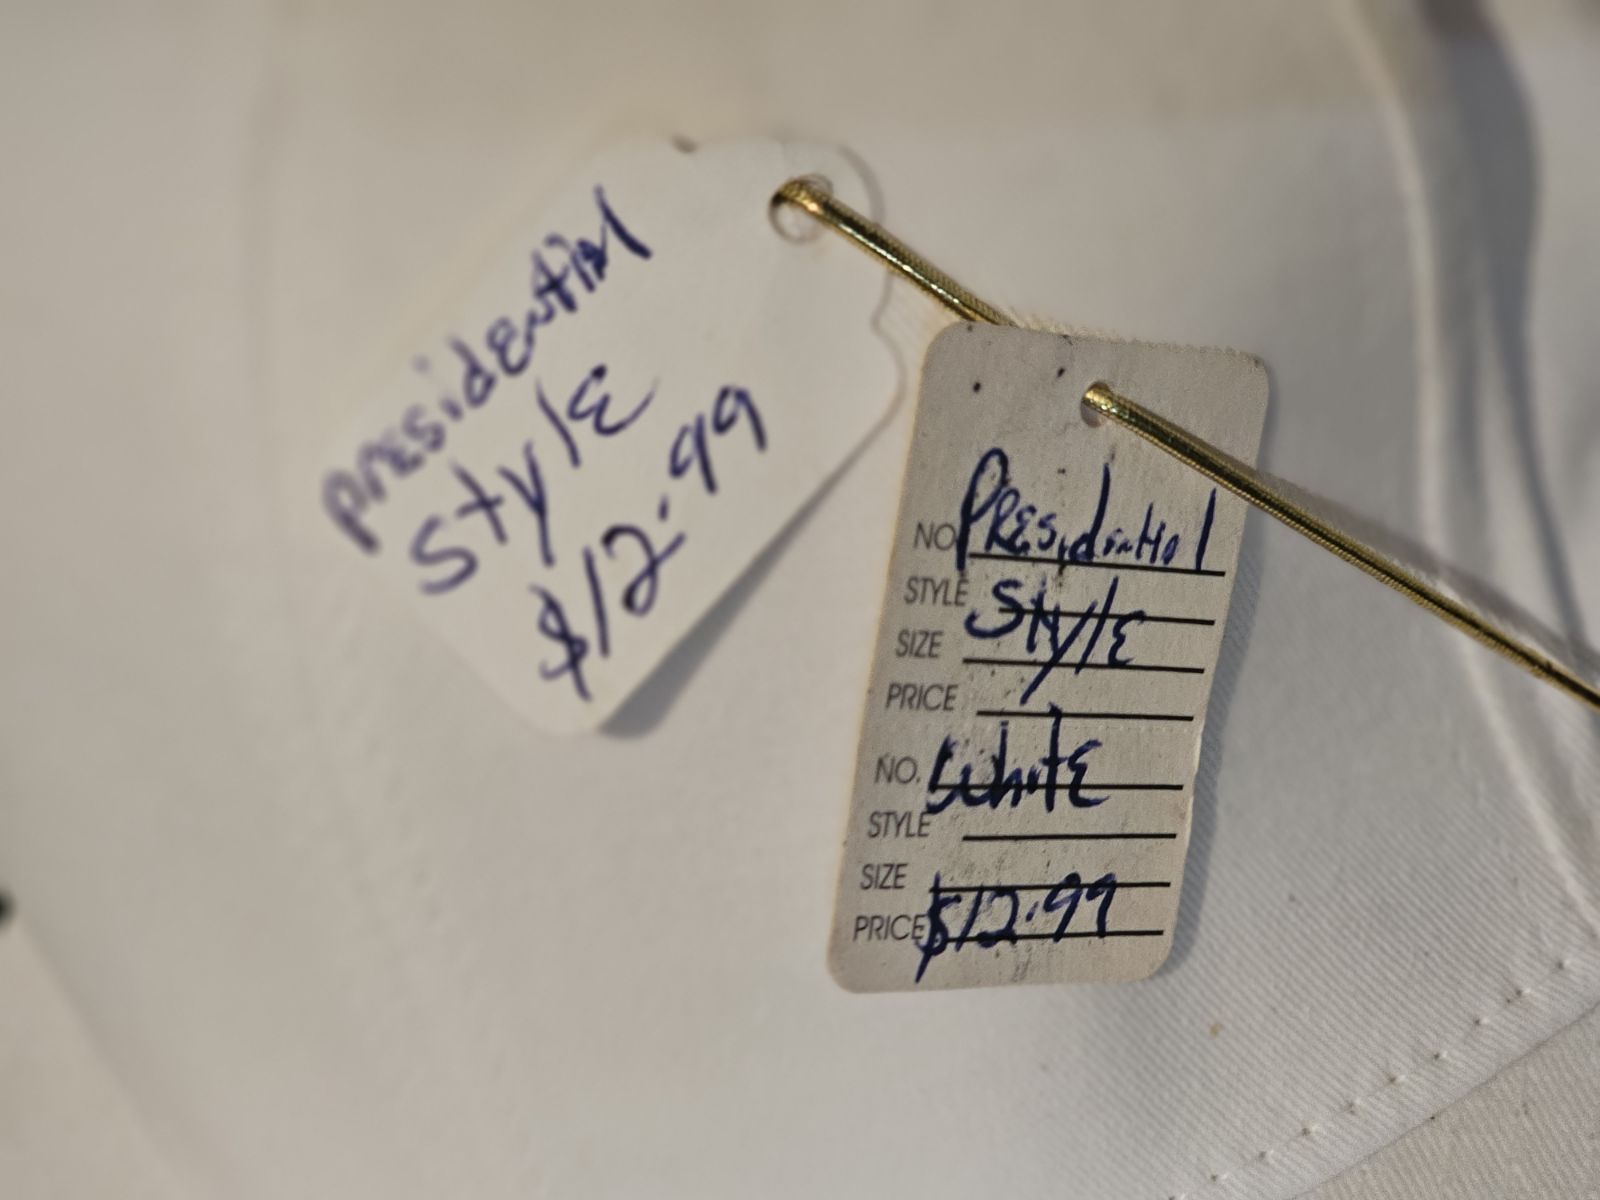 Presidential
Style
$12.99
NO. Presidential
STYLE Style
SIZE
PRICE
NO. White
STYLE
SIZE
PRICE $12.99